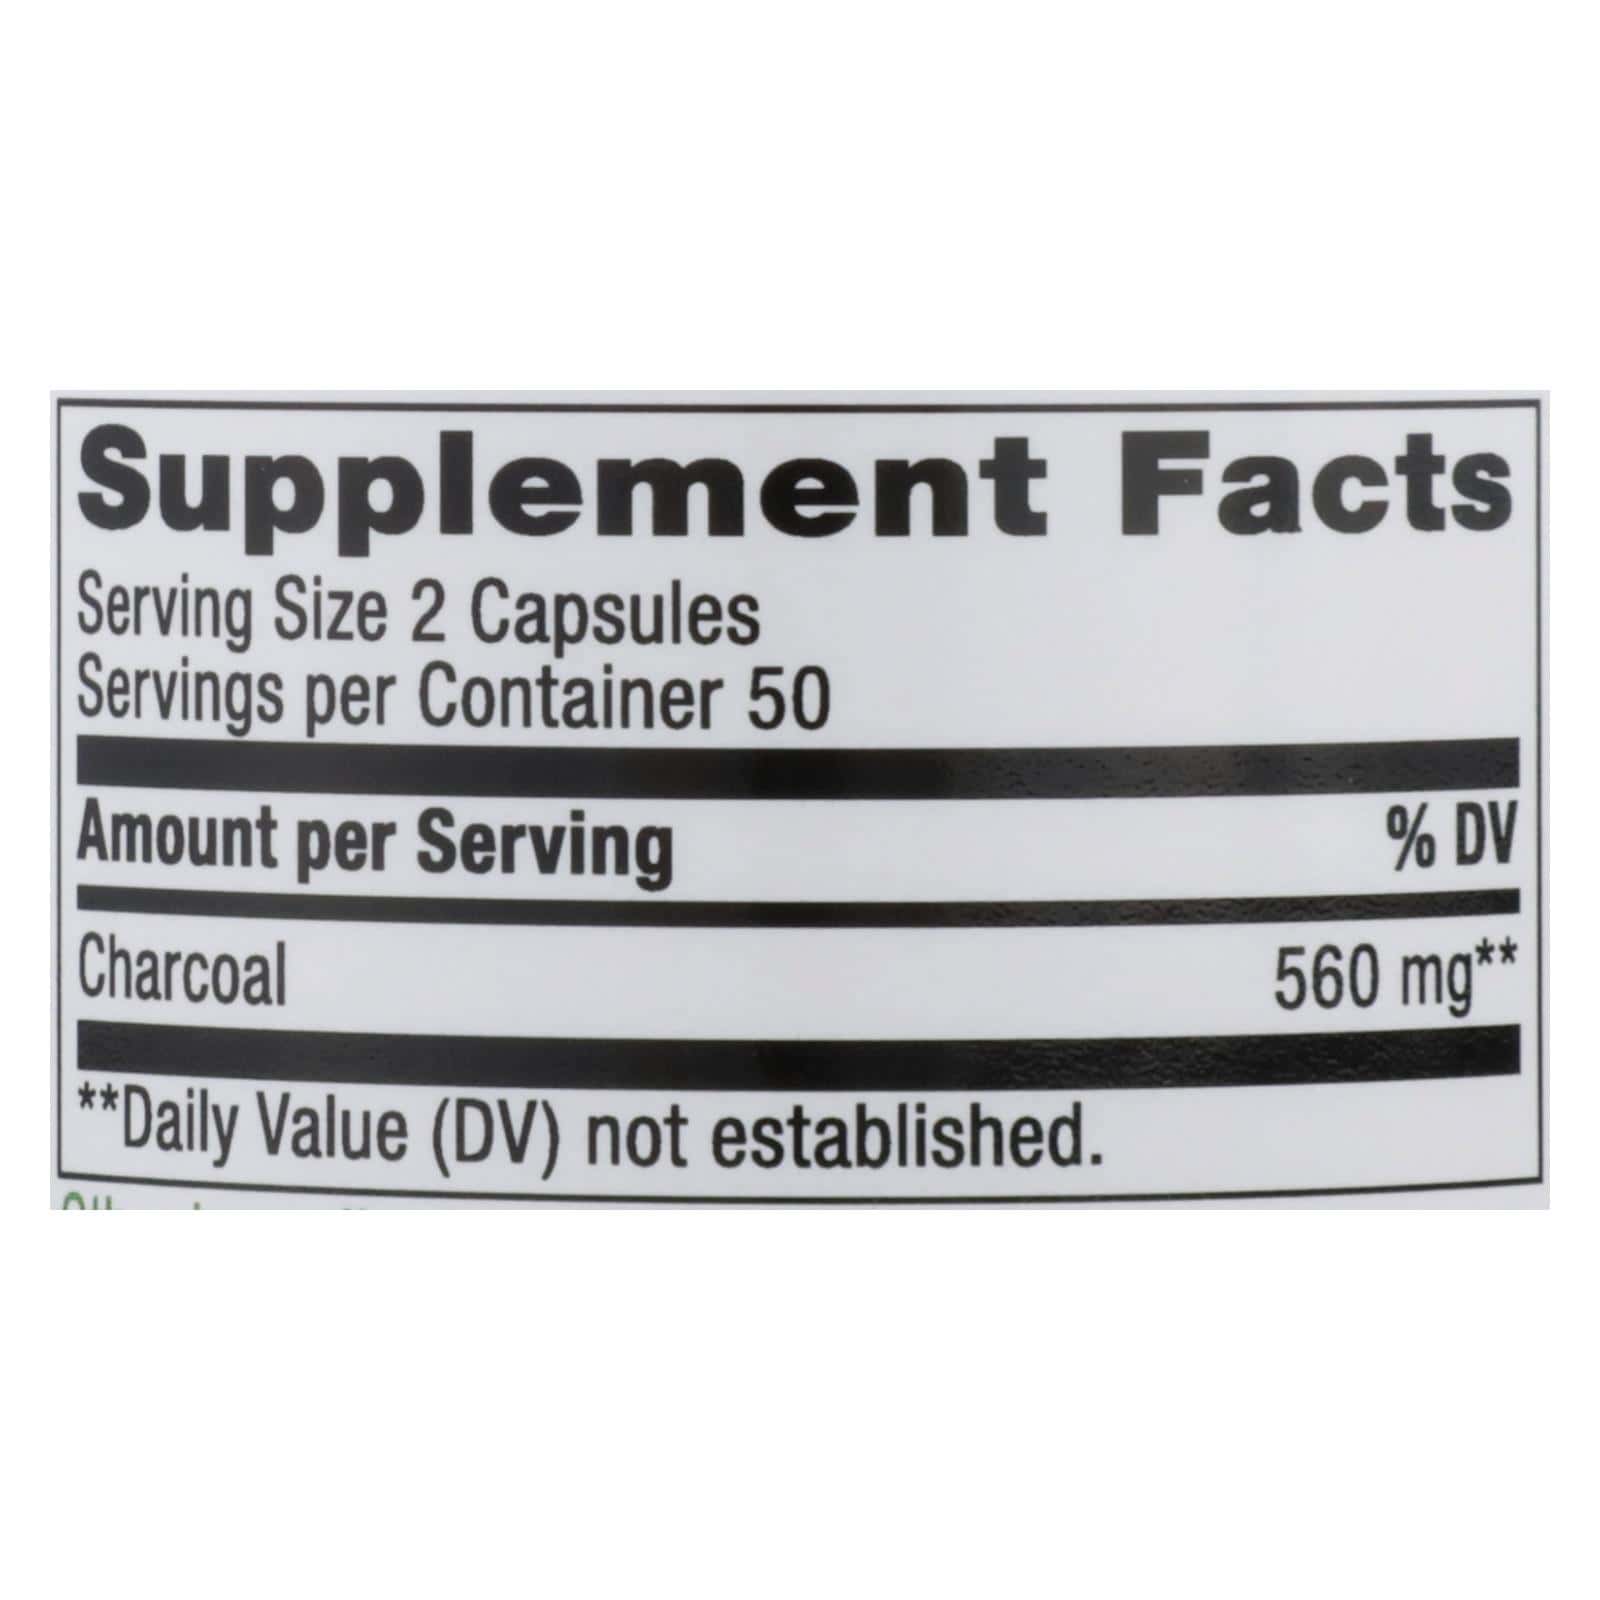 Supplement Facts
Serving Size 2 Capsules
Servings per Container 50
Amount per Serving % DV
Charcoal 560 mg**
**Daily Value (DV) not established.